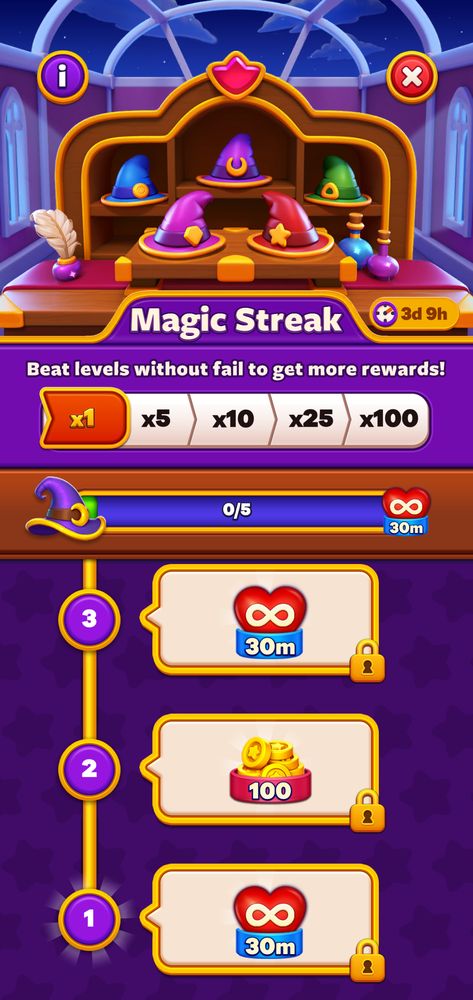 i
Magic Streak
3d 9h
Beat levels without fail to get more rewards!
x1 x5 x10 x25 x100
0/5
30m
3
30m
2
100
1
30m